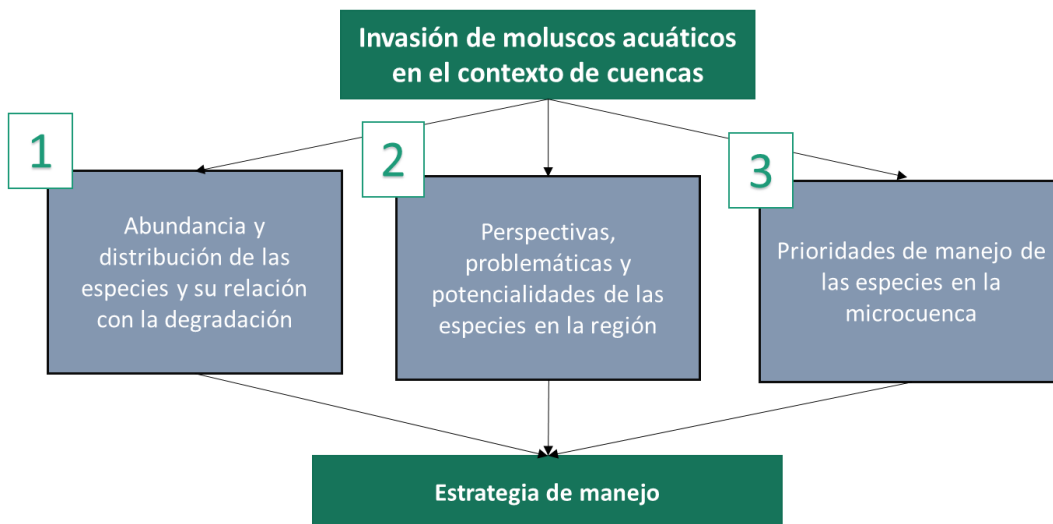 Invasión de moluscos acuáticos
en el contexto de cuencas
1
Abundancia y
distribución de las
especies y su relación
con la degradación
2
Perspectivas,
problemáticas y
potencialidades de las
especies en la región
3
Prioridades de manejo de
las especies en la
microcuenca
Estrategia de manejo